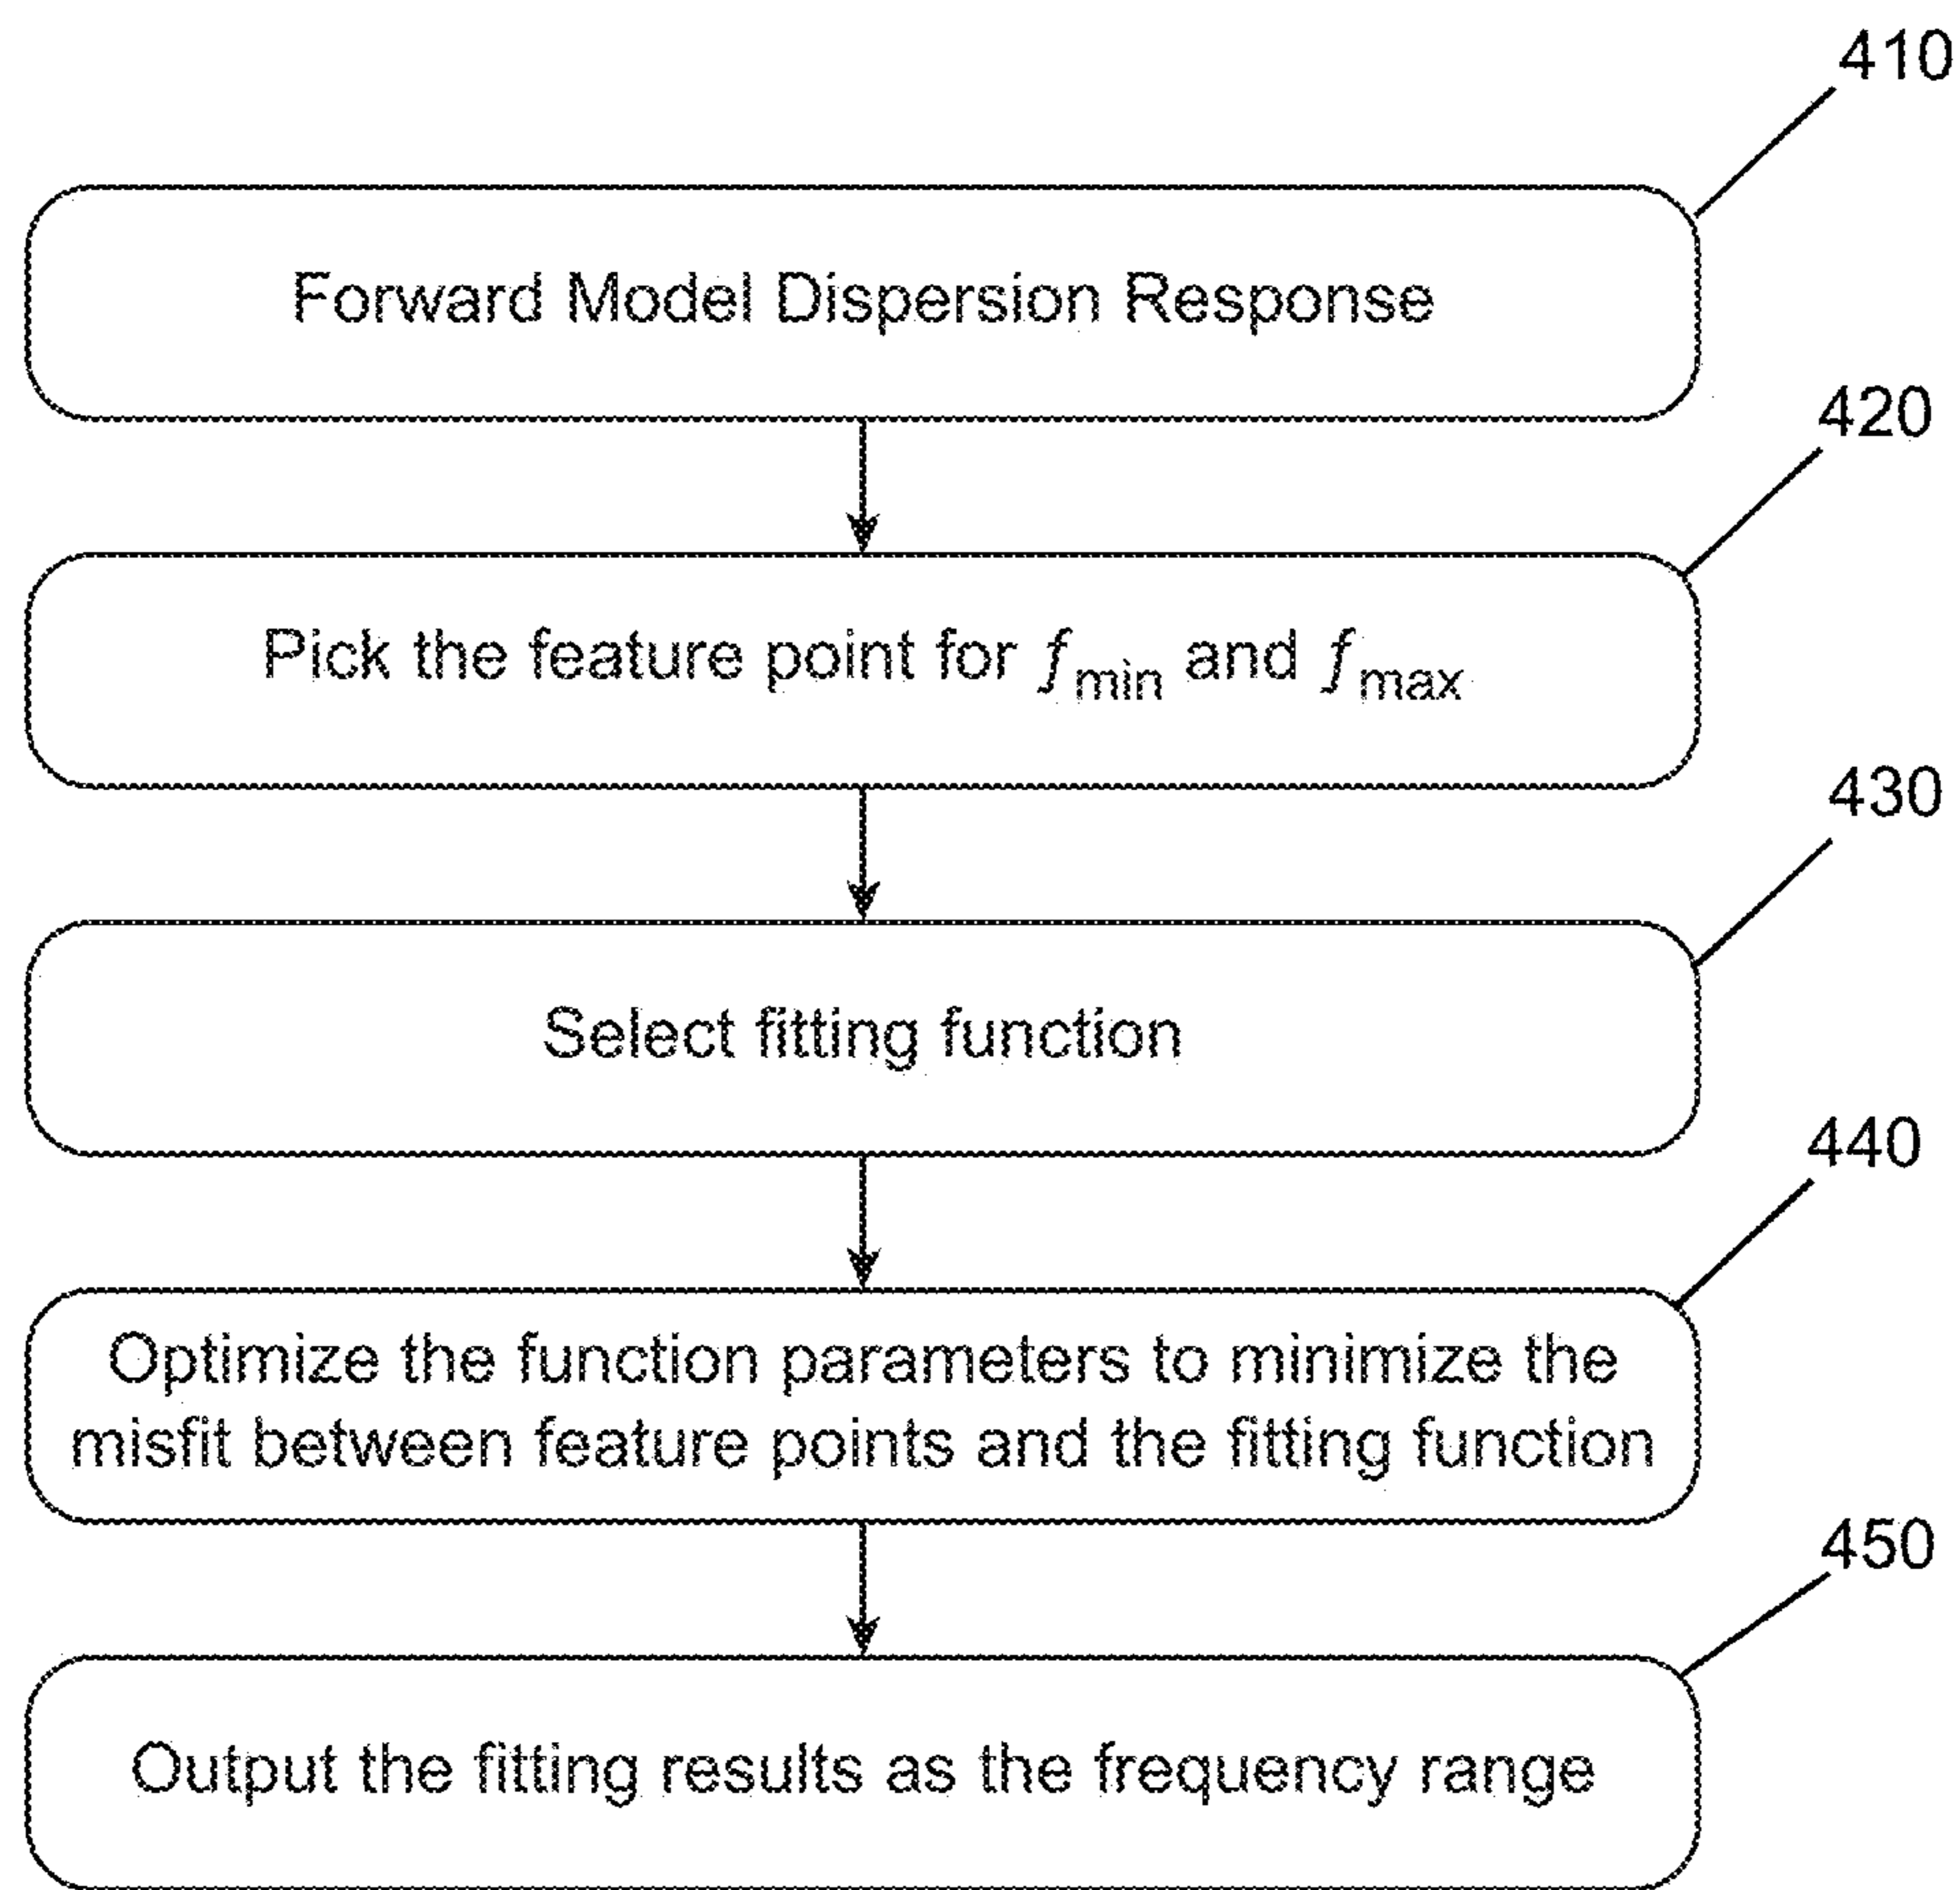 410
Forward Model Dispersion Response
420
Pick the feature point for fmin and fmax
430
Select fitting function
440
Optimize the function parameters to minimize the
misfit between feature points and the fitting function
450
Output the fitting results as the frequency range